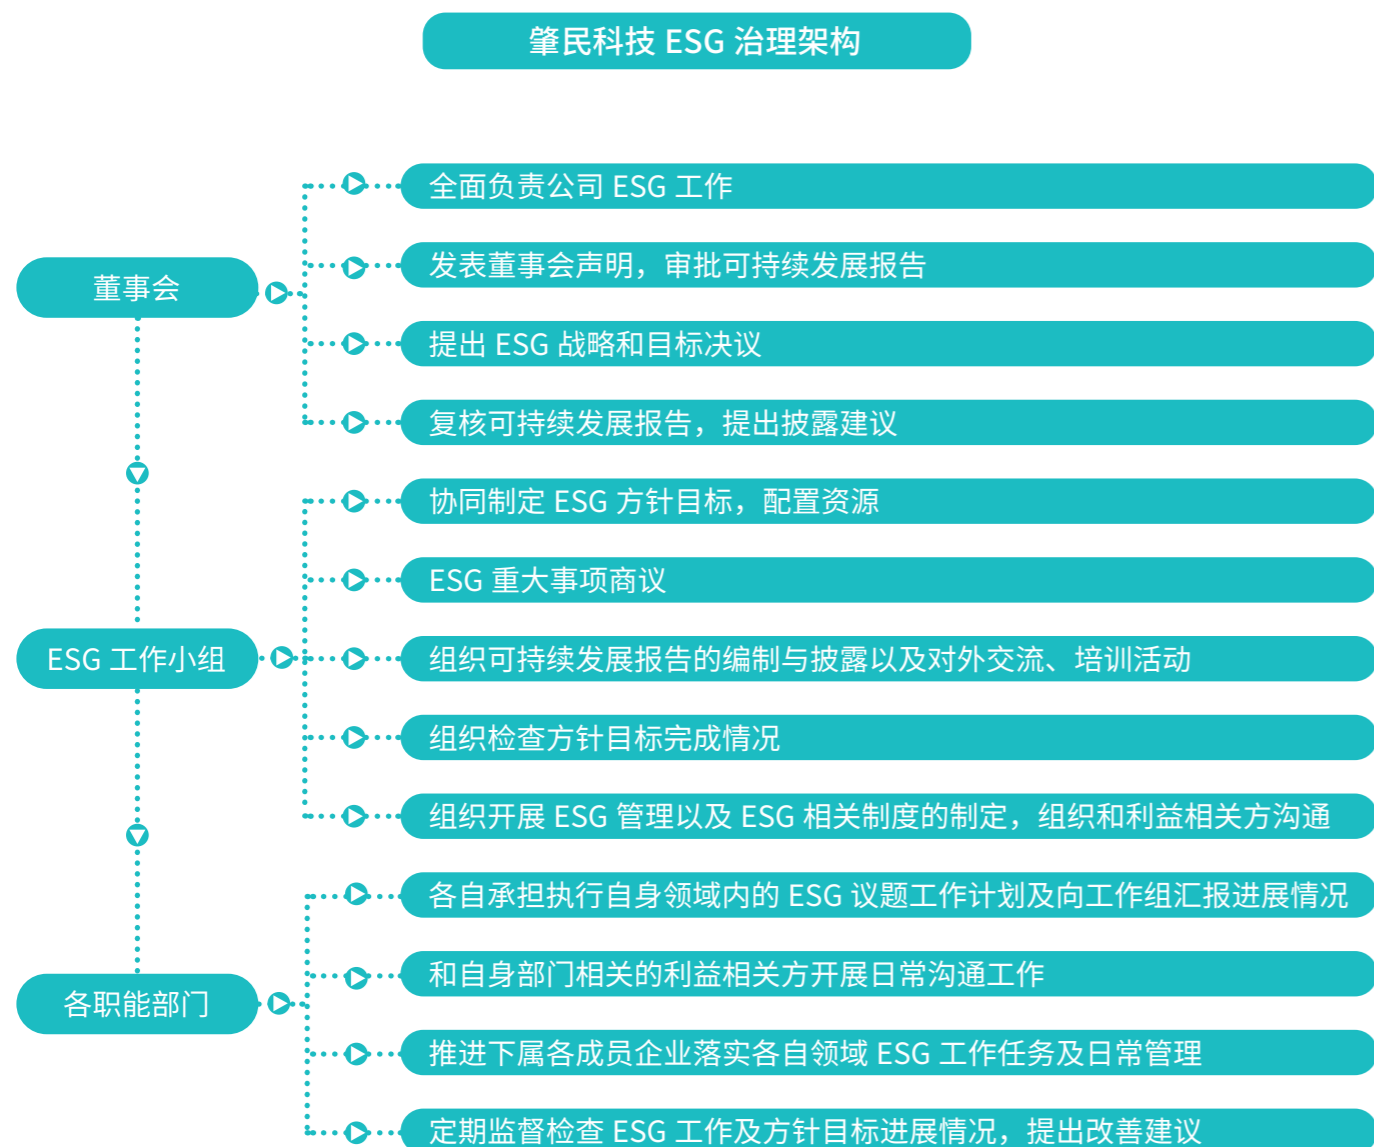 肇民科技 ESG 治理架构
全面负责公司 ESG 工作
发表董事会声明，审批可持续发展报告
董事会
提出 ESG 战略和目标决议
复核可持续发展报告，提出披露建议
协同制定 ESG 方针目标，配置资源
ESG 重大事项商议
ESG 工作小组
组织可持续发展报告的编制与披露以及对外交流、培训活动
组织检查方针目标完成情况
组织开展 ESG 管理以及 ESG 相关制度的制定，组织和利益相关方沟通
各自承担执行自身领域内的 ESG 议题工作计划及向工作组汇报进展情况
和自身部门相关的利益相关方开展日常沟通工作
各职能部门
推进下属各成员企业落实各自领域 ESG 工作任务及日常管理
定期监督检查 ESG 工作及方针目标进展情况，提出改善建议